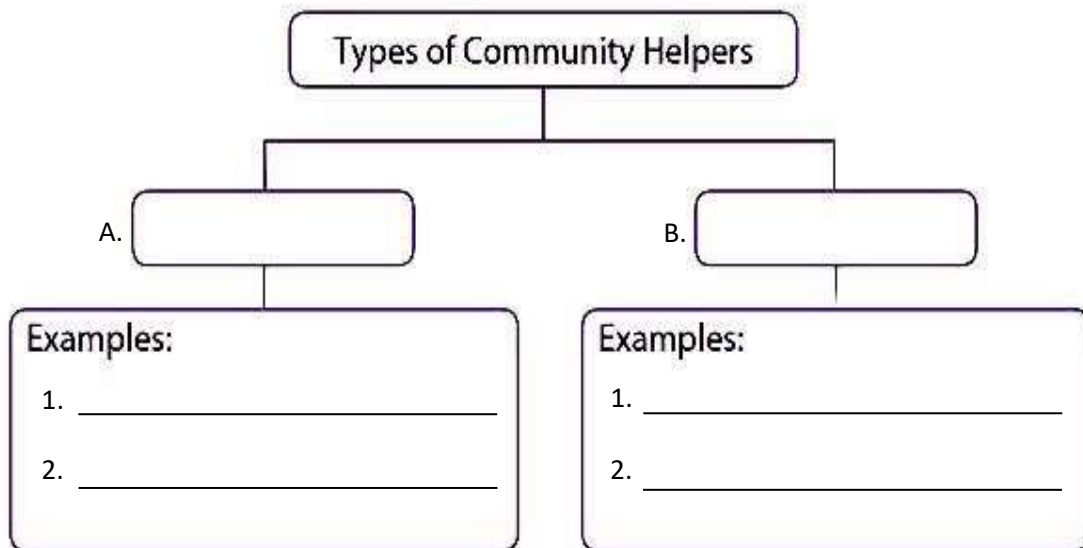 Types of Community Helpers
A.
B.
Examples:
1.
2.
Examples:
1.
2.